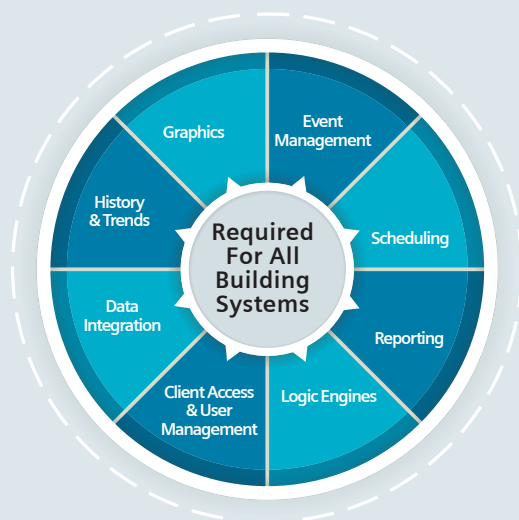 Graphics
Event
Management
History
& Trends
Scheduling
Required
For All
Building
Systems
Data
Integration
Reporting
Client Access
& User
Management
Logic Engines